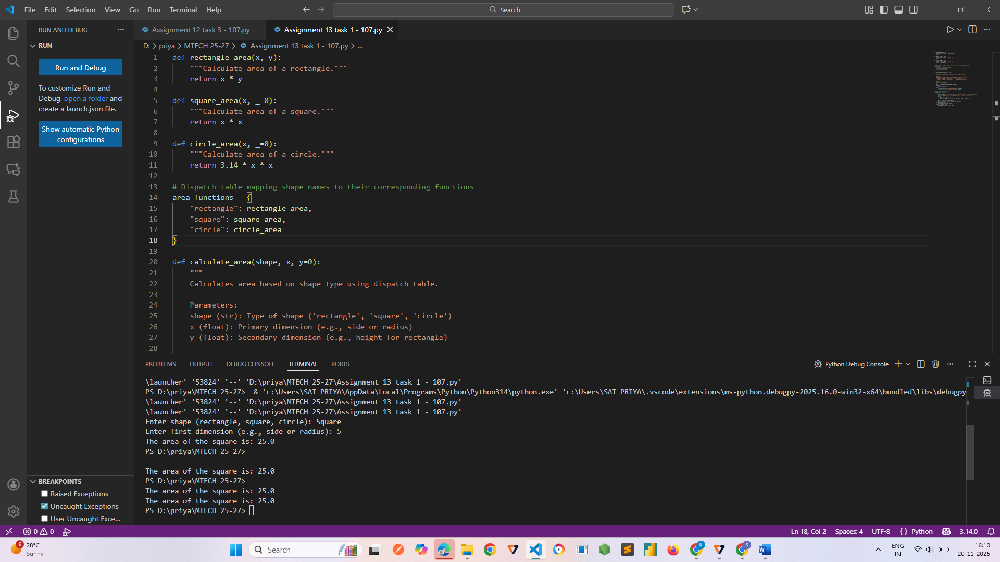 File Edit Selection View Go Run Terminal Help
Search
RUN AND DEBUG
RUN
Run and Debug
To customize Run and
Debug, open a folder and
create a launch.json file.
Show automatic Python
configurations
BREAKPOINTS
Raised Exceptions
Uncaught Exceptions
User Uncaught Exce...
Assignment 12 task 3 - 107.py
Assignment 13 task 1 - 107.py
D: > priya > MTECH 25-27 > Assignment 13 task 1 - 107.py > ...
1 def rectangle_area(x, y):
2 """Calculate area of a rectangle."""
3 return x * y
4
5 def square_area(x, _=0):
6 """Calculate area of a square."""
7 return x * x
8
9 def circle_area(x, _=0):
10 """Calculate area of a circle."""
11 return 3.14 * x * x
12
13 # Dispatch table mapping shape names to their corresponding functions
14 area_functions = {
15 "rectangle": rectangle_area,
16 "square": square_area,
17 "circle": circle_area
18 }
19
20 def calculate_area(shape, x, y=0):
21 """
22 Calculates area based on shape type using dispatch table.
23
24 Parameters:
25 shape (str): Type of shape ('rectangle', 'square', 'circle')
26 x (float): Primary dimension (e.g., side or radius)
27 y (float): Secondary dimension (e.g., height for rectangle)
28
PROBLEMS OUTPUT DEBUG CONSOLE TERMINAL PORTS
Python Debug Console
\launcher' '53824' '--' 'D:\priya\MTECH 25-27\Assignment 13 task 1 - 107.py'
PS D:\priya\MTECH 25-27>  & 'c:\Users\SAI PRIYA\AppData\Local\Programs\Python\Python314\python.exe' 'c:\Users\SAI PRIYA\.vscode\extensions\ms-python.debugpy-2025.16.0-win32-x64\bundled\libs\debugpy
\launcher' '53824' '--' 'D:\priya\MTECH 25-27\Assignment 13 task 1 - 107.py'
\launcher' '53824' '--' 'D:\priya\MTECH 25-27\Assignment 13 task 1 - 107.py'
Enter shape (rectangle, square, circle): Square
Enter first dimension (e.g., side or radius): 5
The area of the square is: 25.0
PS D:\priya\MTECH 25-27>
The area of the square is: 25.0
PS D:\priya\MTECH 25-27>
The area of the square is: 25.0
The area of the square is: 25.0
PS D:\priya\MTECH 25-27>
0 0
Ln 18, Col 2 Spaces: 4 UTF-8 { } Python 3.14.0
6
28°C
Sunny
Search
K
S
ENG
IN
16:10
20-11-2025